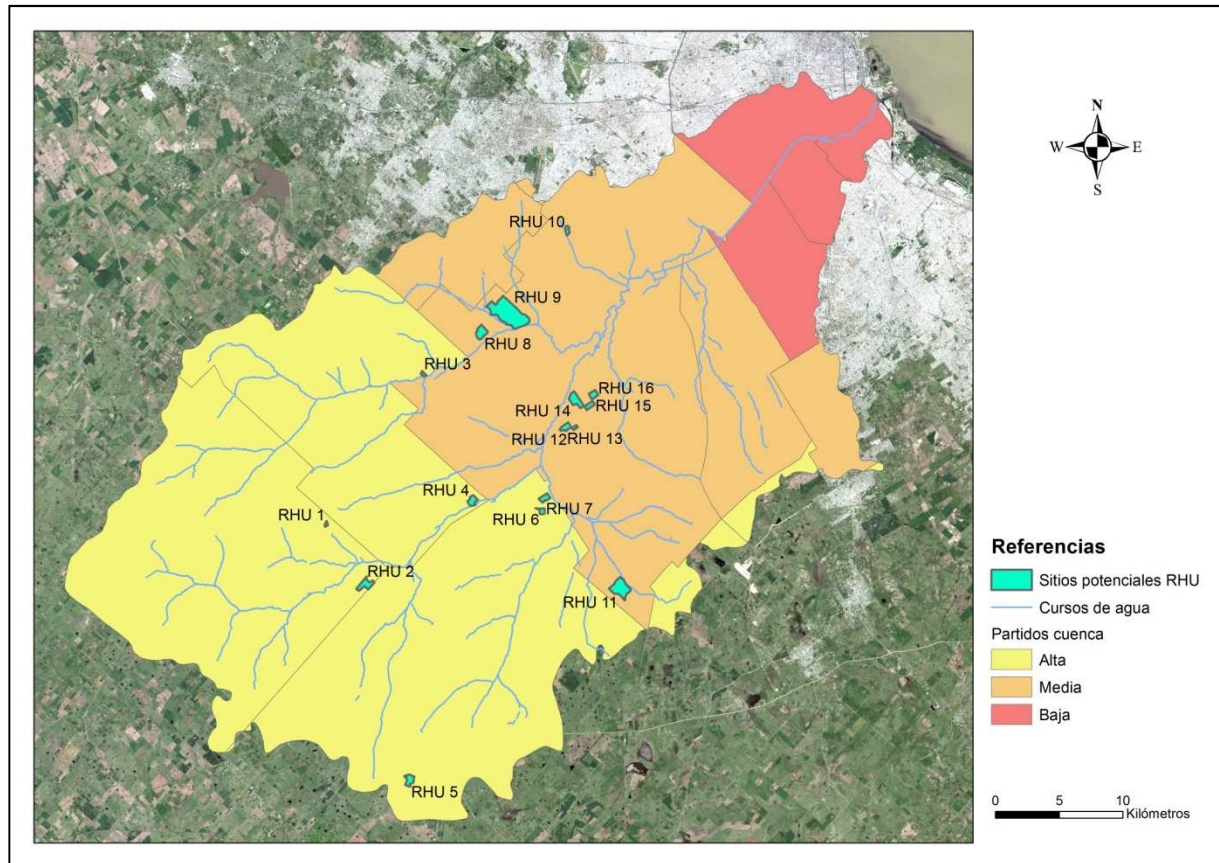 N
W E
S
RHU 10
RHU 9
RHU 8
RHU 3
RHU 16
RHU 14
RHU 15
RHU 12
RHU 13
RHU 4
RHU 7
RHU 6
RHU 1
RHU 2
RHU 11
RHU 5
Referencias
Sitios potenciales RHU
Cursos de agua
Partidos cuenca
Alta
Media
Baja
0 5 10
Kilómetros